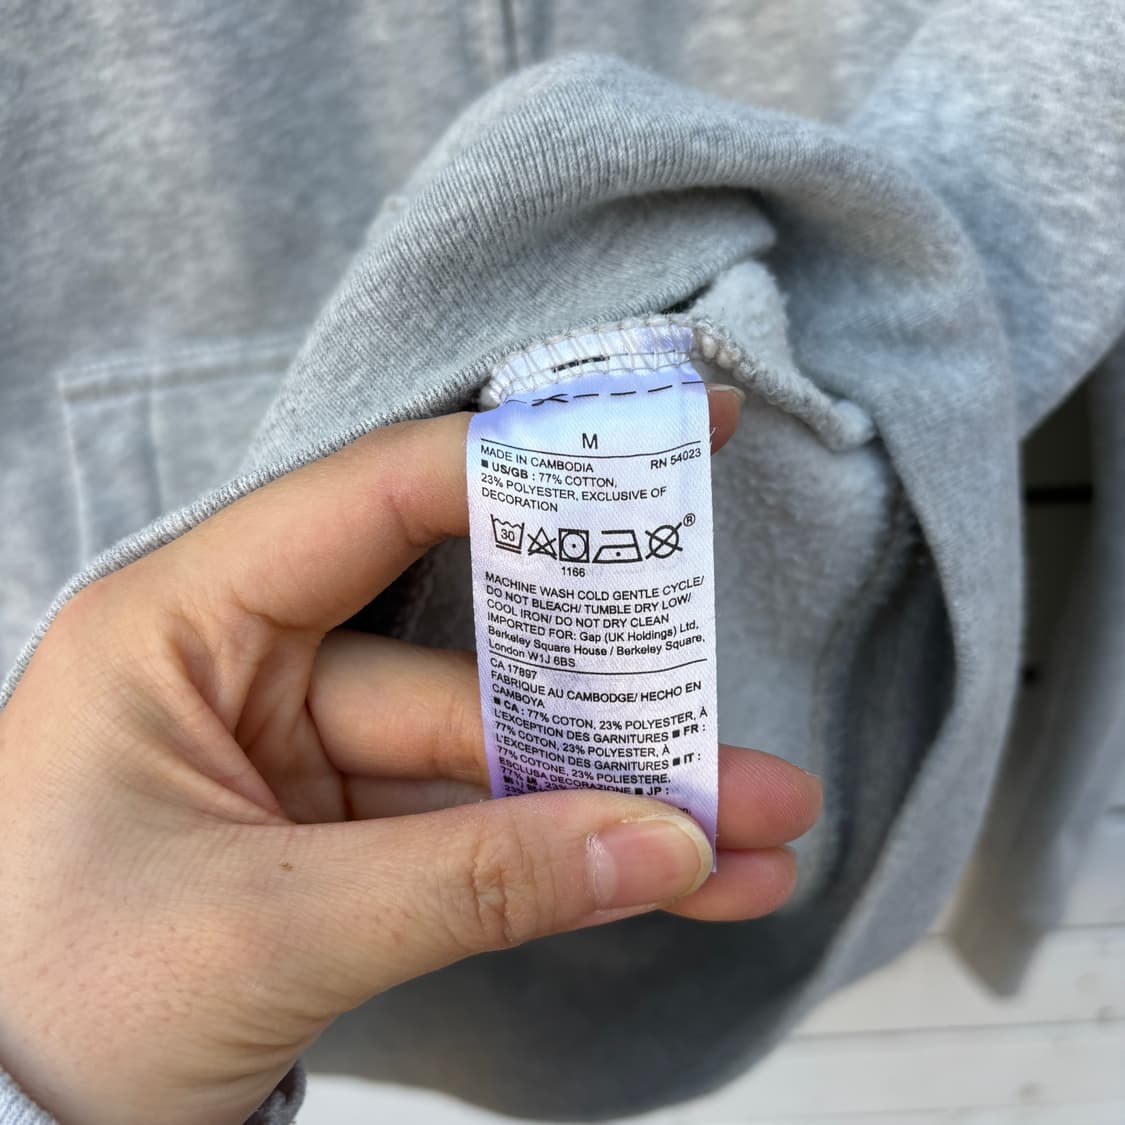 M
MADE IN CAMBODIA RN 54023
■ US/GB : 77% COTTON,
23% POLYESTER, EXCLUSIVE OF
DECORATION
30 ®
1166
MACHINE WASH COLD GENTLE CYCLE/
DO NOT BLEACH/ TUMBLE DRY LOW/
COOL IRON/ DO NOT DRY CLEAN
IMPORTED FOR: Gap (UK Holdings) Ltd,
Berkeley Square House / Berkeley Square,
London W1J 6BS
CA 17897
FABRIQUE AU CAMBODGE/ HECHO EN
CAMBOYA
■ CA : 77% COTON, 23% POLYESTER, À
L'EXCEPTION DES GARNITURES ■ FR :
77% COTON, 23% POLYESTER, À
L'EXCEPTION DES GARNITURES ■ IT :
77% COTONE, 23% POLIESTERE,
ESCLUSA DECORAZIONE ■ JP :